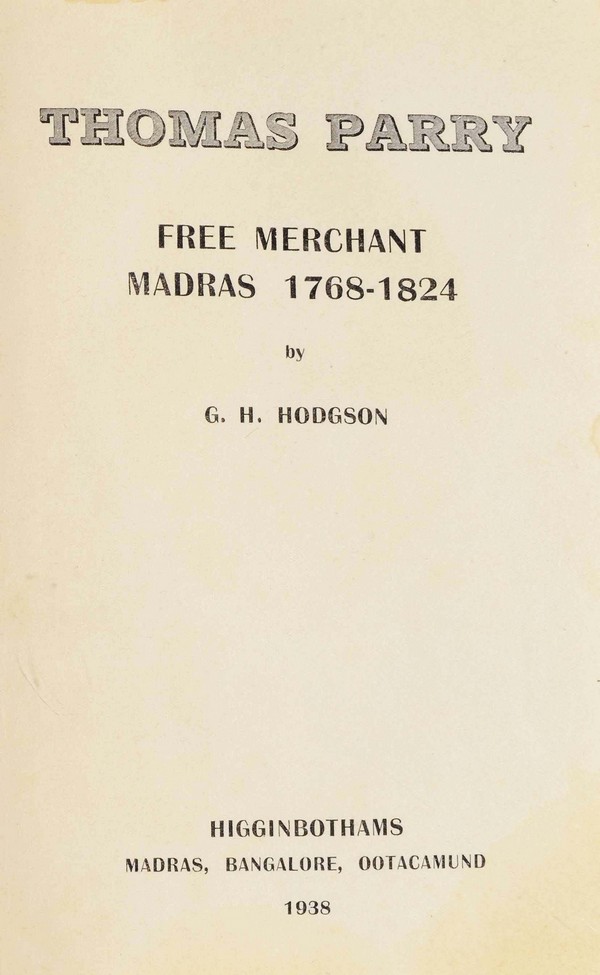 THOMAS PARRY
FREE MERCHANT
MADRAS 1768-1824
by
G. H. HODGSON
HIGGINBOTHAMS
MADRAS, BANGALORE, OOTACAMUND
1938